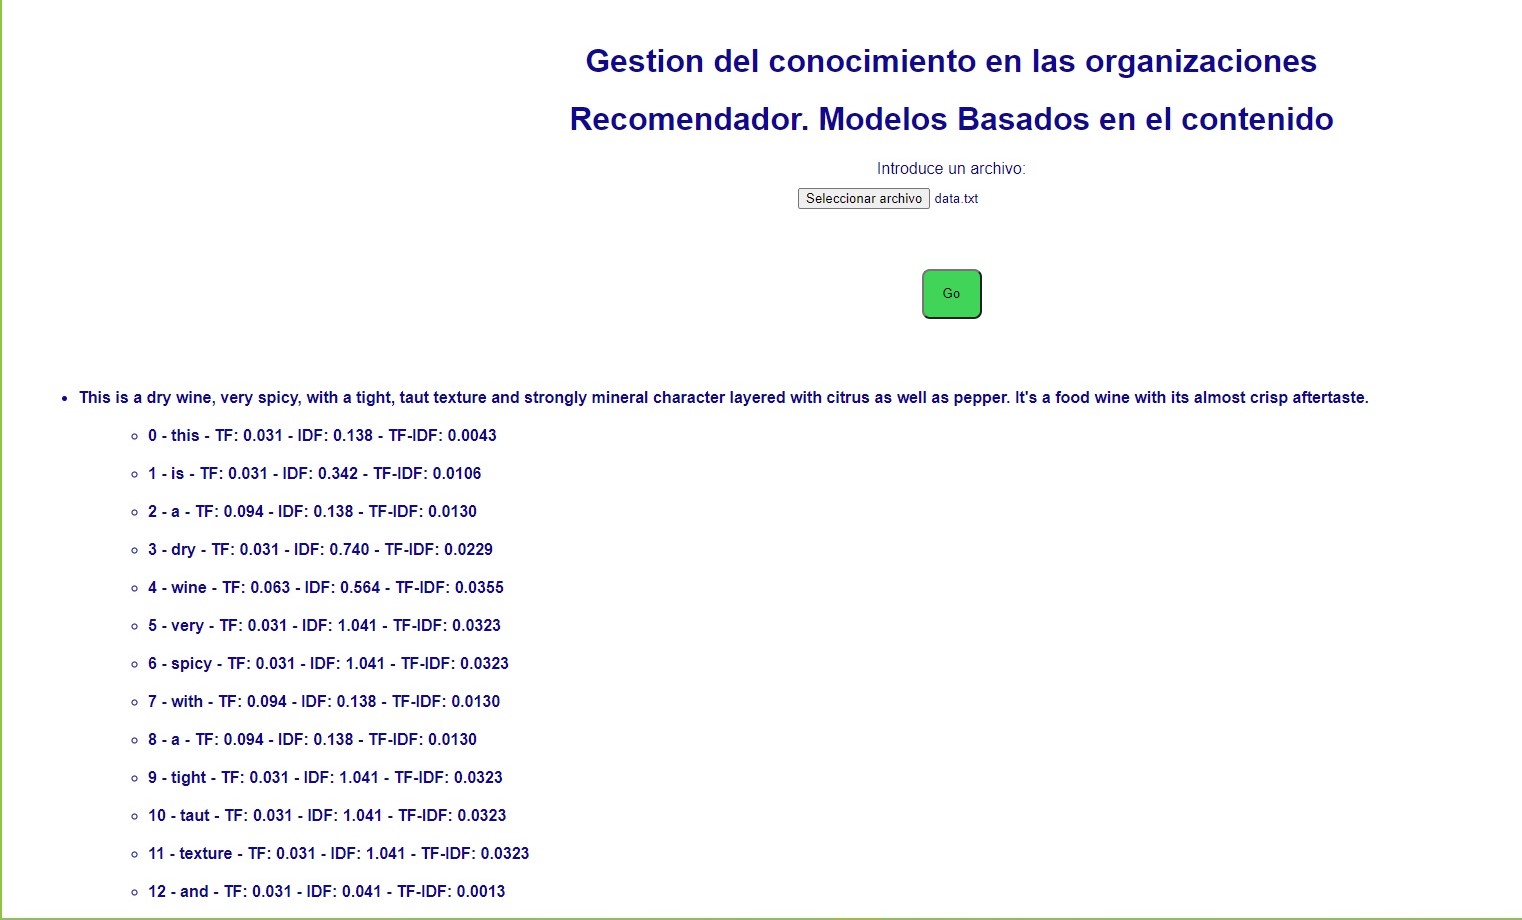 Gestion del conocimiento en las organizaciones
Recomendador. Modelos Basados en el contenido
Introduce un archivo:
Seleccionar archivo data.txt
Go
This is a dry wine, very spicy, with a tight, taut texture and strongly mineral character layered with citrus as well as pepper. It's a food wine with its almost crisp aftertaste.
0 - this - TF: 0.031 - IDF: 0.138 - TF-IDF: 0.0043
1 - is - TF: 0.031 - IDF: 0.342 - TF-IDF: 0.0106
2 - a - TF: 0.094 - IDF: 0.138 - TF-IDF: 0.0130
3 - dry - TF: 0.031 - IDF: 0.740 - TF-IDF: 0.0229
4 - wine - TF: 0.063 - IDF: 0.564 - TF-IDF: 0.0355
5 - very - TF: 0.031 - IDF: 1.041 - TF-IDF: 0.0323
6 - spicy - TF: 0.031 - IDF: 1.041 - TF-IDF: 0.0323
7 - with - TF: 0.094 - IDF: 0.138 - TF-IDF: 0.0130
8 - a - TF: 0.094 - IDF: 0.138 - TF-IDF: 0.0130
9 - tight - TF: 0.031 - IDF: 1.041 - TF-IDF: 0.0323
10 - taut - TF: 0.031 - IDF: 1.041 - TF-IDF: 0.0323
11 - texture - TF: 0.031 - IDF: 1.041 - TF-IDF: 0.0323
12 - and - TF: 0.031 - IDF: 0.041 - TF-IDF: 0.0013